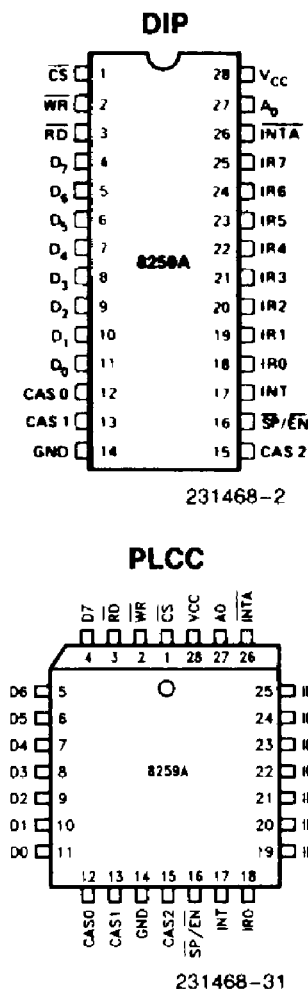 DIP
CS 1 28 VCC
WR 2 27 A0
RD 3 26 INTA
D7 4 25 IR7
D6 5 24 IR6
D5 6 23 IR5
D4 7 22 IR4
8259A
D3 8 21 IR3
D2 9 20 IR2
D1 10 19 IR1
D0 11 18 IR0
CAS 0 12 17 INT
CAS 1 13 16 SP/EN
GND 14 15 CAS 2
231468-2
PLCC
D7 RD WR CS VCC A0 INTA
4 3 2 1 28 27 26
D6 5 25
D5 6 24
D4 7 23
D3 8 8259A 22
D2 9 21
D1 10 20
D0 11 19
12 13 14 15 16 17 18
CAS0 CAS1 GND CAS2 SP/EN INT IR0
231468-31